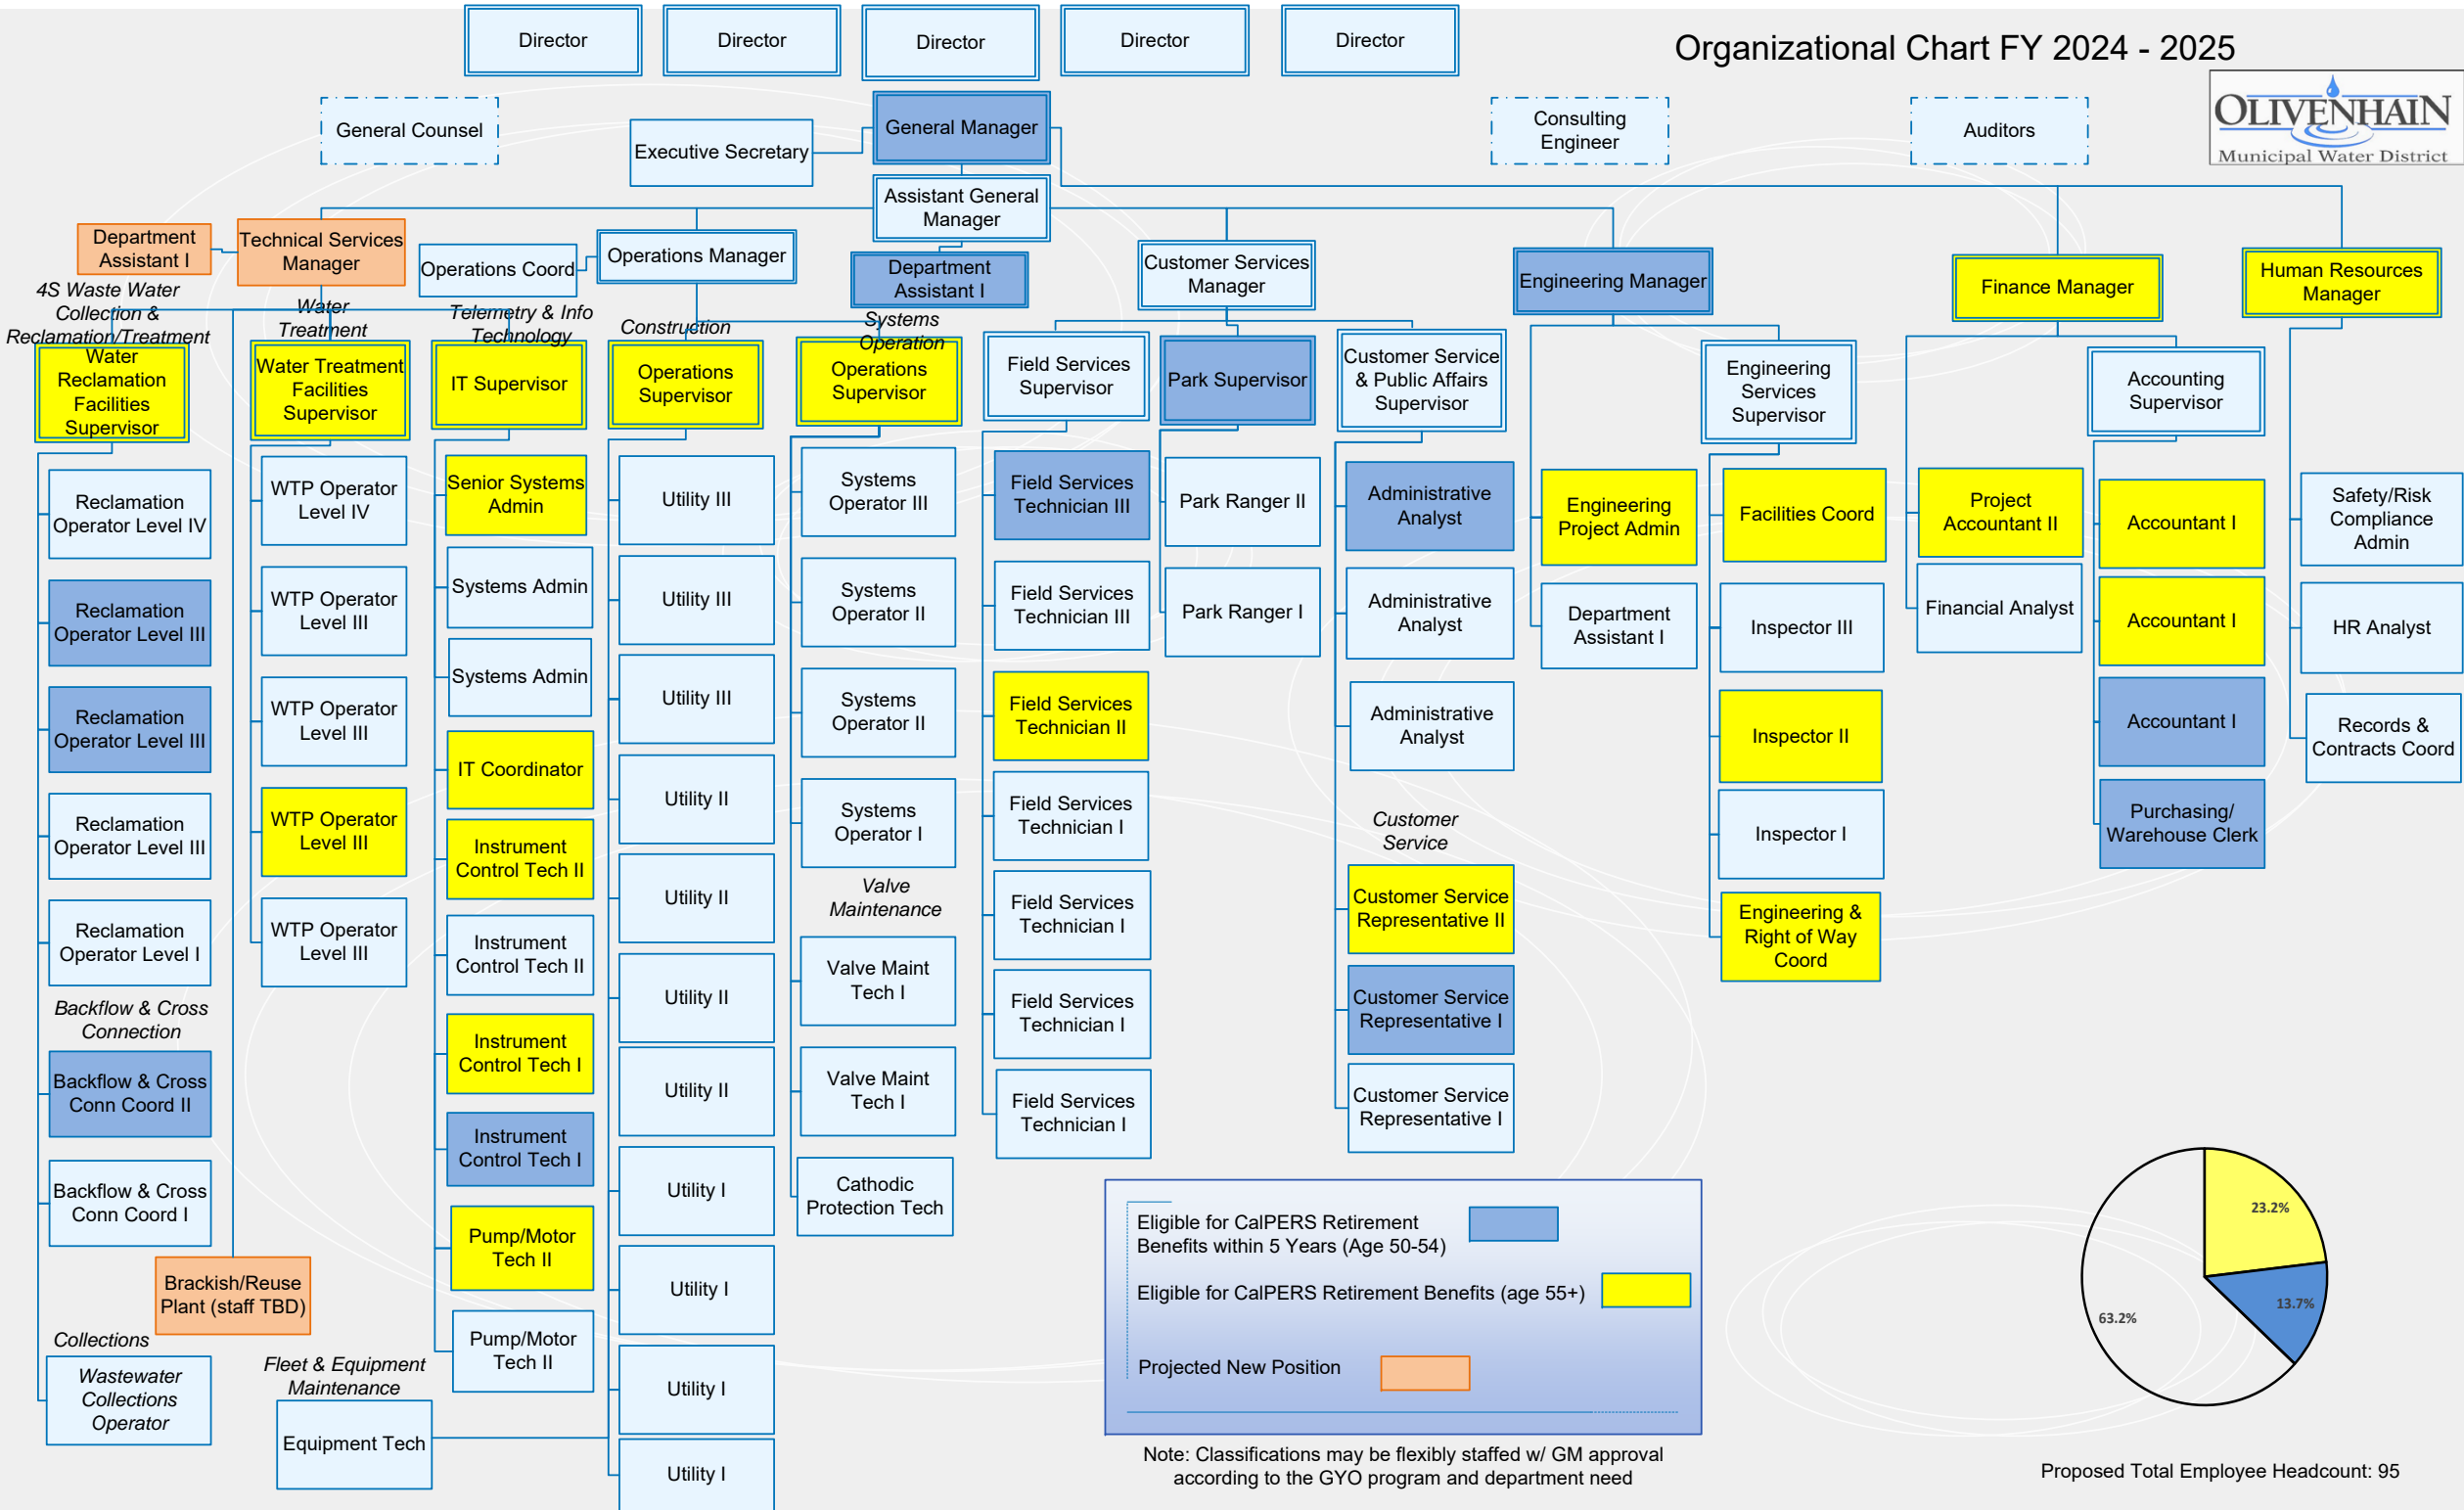 Director
Director
Director
Director
Director
Organizational Chart FY 2024 - 2025
OLIVENHAIN
Municipal Water District
General Counsel
Executive Secretary
General Manager
Consulting
Engineer
Auditors
Assistant General
Manager
Department
Assistant I
Technical Services
Manager
Operations Coord
Operations Manager
Department
Assistant I
Customer Services
Manager
Engineering Manager
Finance Manager
Human Resources
Manager
4S Waste Water
Collection &
Reclamation/Treatment
Water
Reclamation
Facilities
Supervisor
Reclamation
Operator Level IV
Reclamation
Operator Level III
Reclamation
Operator Level III
Reclamation
Operator Level III
Reclamation
Operator Level I
Backflow & Cross
Connection
Backflow & Cross
Conn Coord II
Backflow & Cross
Conn Coord I
Brackish/Reuse
Plant (staff TBD)
Collections
Wastewater
Collections
Operator
Water
Treatment
Water Treatment
Facilities
Supervisor
WTP Operator
Level IV
WTP Operator
Level III
WTP Operator
Level III
WTP Operator
Level III
WTP Operator
Level III
Fleet & Equipment
Maintenance
Equipment Tech
Telemetry & Info
Technology
IT Supervisor
Senior Systems
Admin
Systems Admin
Systems Admin
IT Coordinator
Instrument
Control Tech II
Instrument
Control Tech II
Instrument
Control Tech I
Instrument
Control Tech I
Pump/Motor
Tech II
Pump/Motor
Tech II
Construction
Operations
Supervisor
Utility III
Utility III
Utility III
Utility II
Utility II
Utility II
Utility II
Utility I
Utility I
Utility I
Utility I
Systems
Operation
Operations
Supervisor
Systems
Operator III
Systems
Operator II
Systems
Operator II
Systems
Operator I
Valve
Maintenance
Valve Maint
Tech I
Valve Maint
Tech I
Cathodic
Protection Tech
Field Services
Supervisor
Field Services
Technician III
Field Services
Technician III
Field Services
Technician II
Field Services
Technician I
Field Services
Technician I
Field Services
Technician I
Field Services
Technician I
Park Supervisor
Park Ranger II
Park Ranger I
Customer Service
& Public Affairs
Supervisor
Administrative
Analyst
Administrative
Analyst
Administrative
Analyst
Customer
Service
Customer Service
Representative II
Customer Service
Representative I
Customer Service
Representative I
Engineering
Project Admin
Department
Assistant I
Engineering
Services
Supervisor
Facilities Coord
Inspector III
Inspector II
Inspector I
Engineering &
Right of Way
Coord
Project
Accountant II
Financial Analyst
Accounting
Supervisor
Accountant I
Accountant I
Accountant I
Purchasing/
Warehouse Clerk
Safety/Risk
Compliance
Admin
HR Analyst
Records &
Contracts Coord
Eligible for CalPERS Retirement
Benefits within 5 Years (Age 50-54)
Eligible for CalPERS Retirement Benefits (age 55+)
Projected New Position
Note: Classifications may be flexibly staffed w/ GM approval
according to the GYO program and department need
23.2%
13.7%
63.2%
Proposed Total Employee Headcount: 95